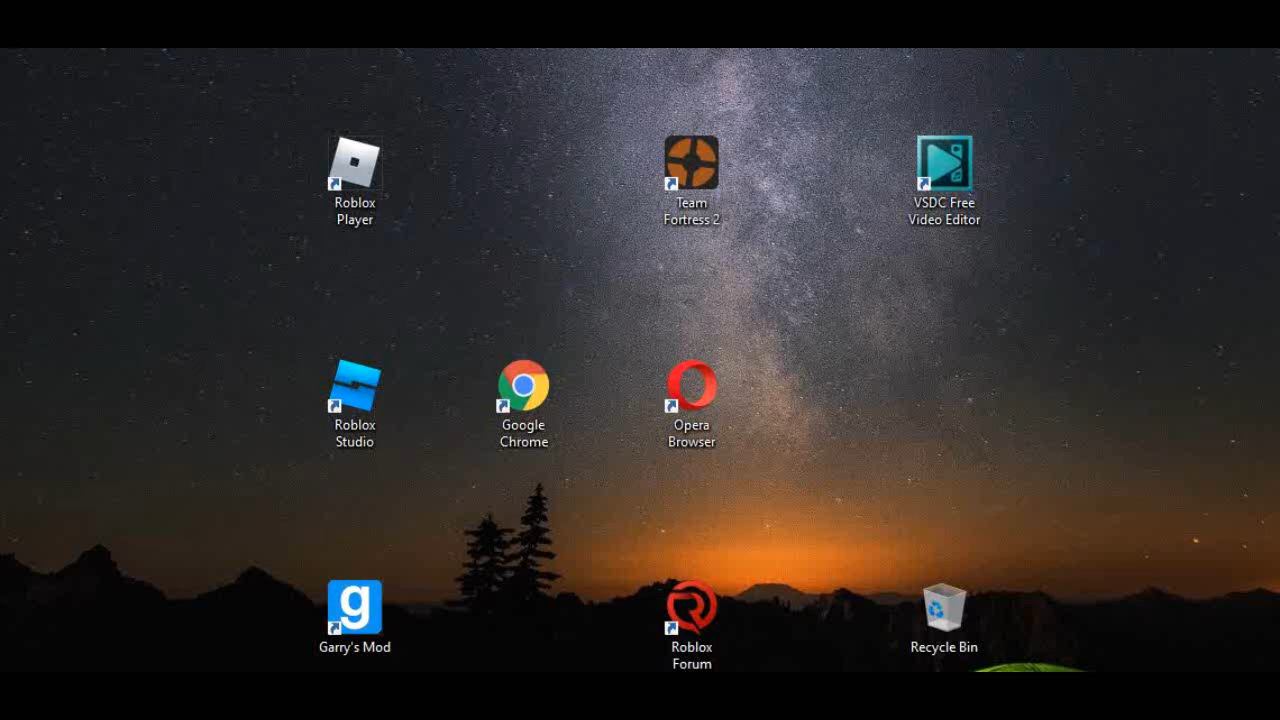 Roblox
Player
Team
Fortress 2
VSDC Free
Video Editor
Roblox
Studio
Google
Chrome
Opera
Browser
g
Garry's Mod
Roblox
Forum
Recycle Bin